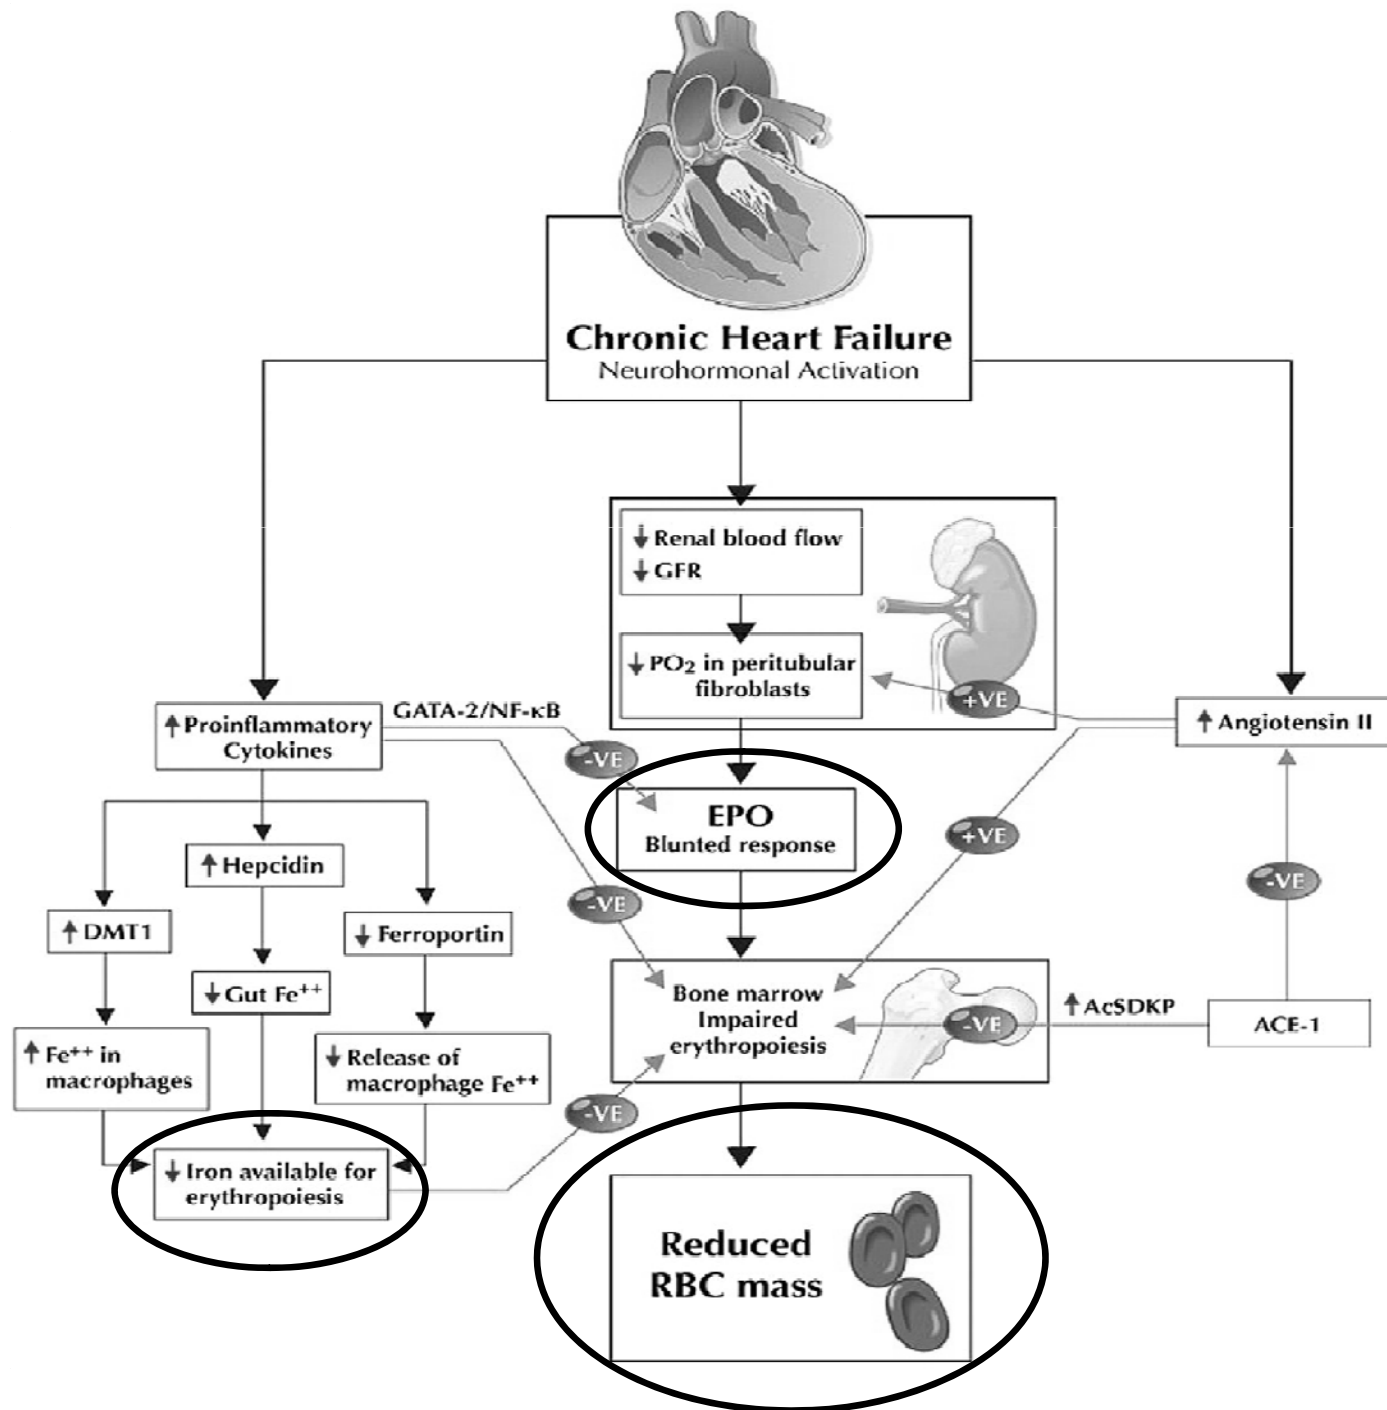 Chronic Heart Failure
Neurohormonal Activation
↓ Renal blood flow
↓ GFR
↓ PO₂ in peritubular
fibroblasts
+VE
↑ Angiotensin II
↑ Proinflammatory
Cytokines
GATA-2/NF-κB
-VE
EPO
Blunted response
+VE
-VE
↑ Hepcidin
-VE
↑ DMT1
↓ Ferroportin
↓ Gut Fe⁺⁺
Bone marrow
Impaired
erythropoiesis
-VE
↑ AcSDKP
ACE-1
↑ Fe⁺⁺ in
macrophages
↓ Release of
macrophage Fe⁺⁺
-VE
↓ Iron available for
erythropoiesis
Reduced
RBC mass